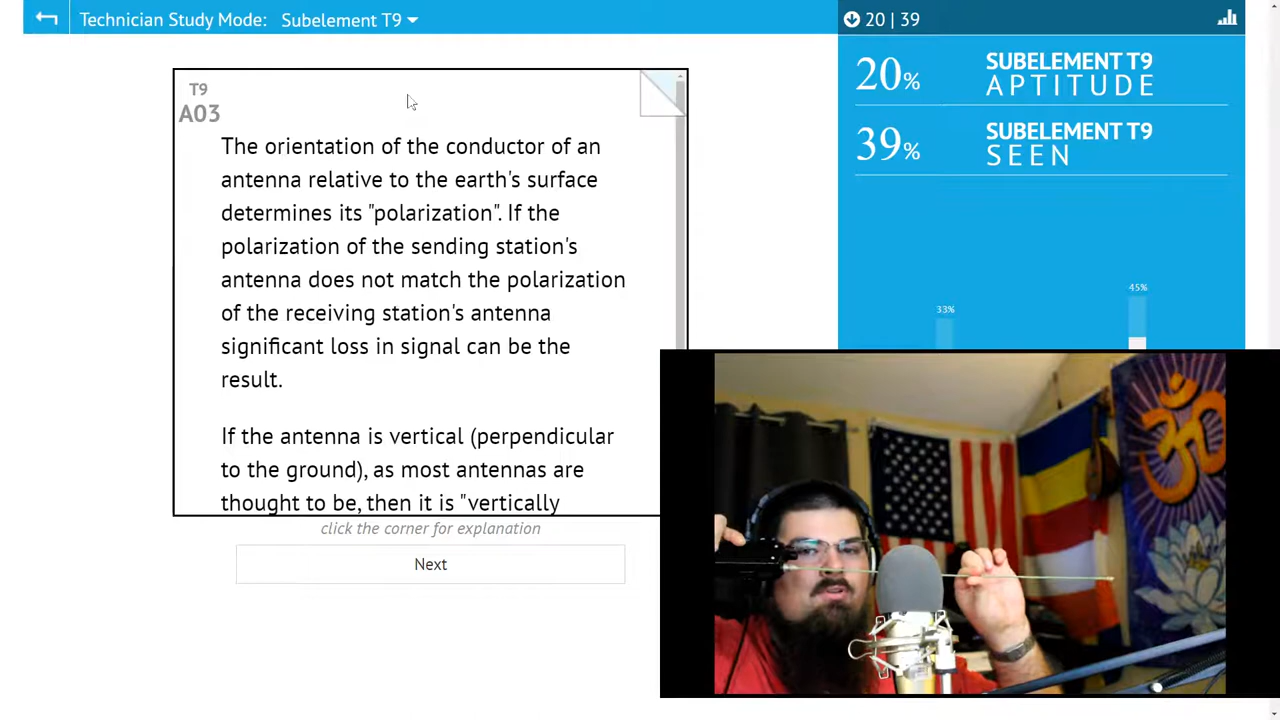 Technician Study Mode: Subelement T9
20 | 39
T9
A03
The orientation of the conductor of an
antenna relative to the earth's surface
determines its "polarization". If the
polarization of the sending station's
antenna does not match the polarization
of the receiving station's antenna
significant loss in signal can be the
result.
If the antenna is vertical (perpendicular
to the ground), as most antennas are
thought to be, then it is "vertically
click the corner for explanation
Next
20%
SUBELEMENT T9
APTITUDE
39%
SUBELEMENT T9
SEEN
33%
45%